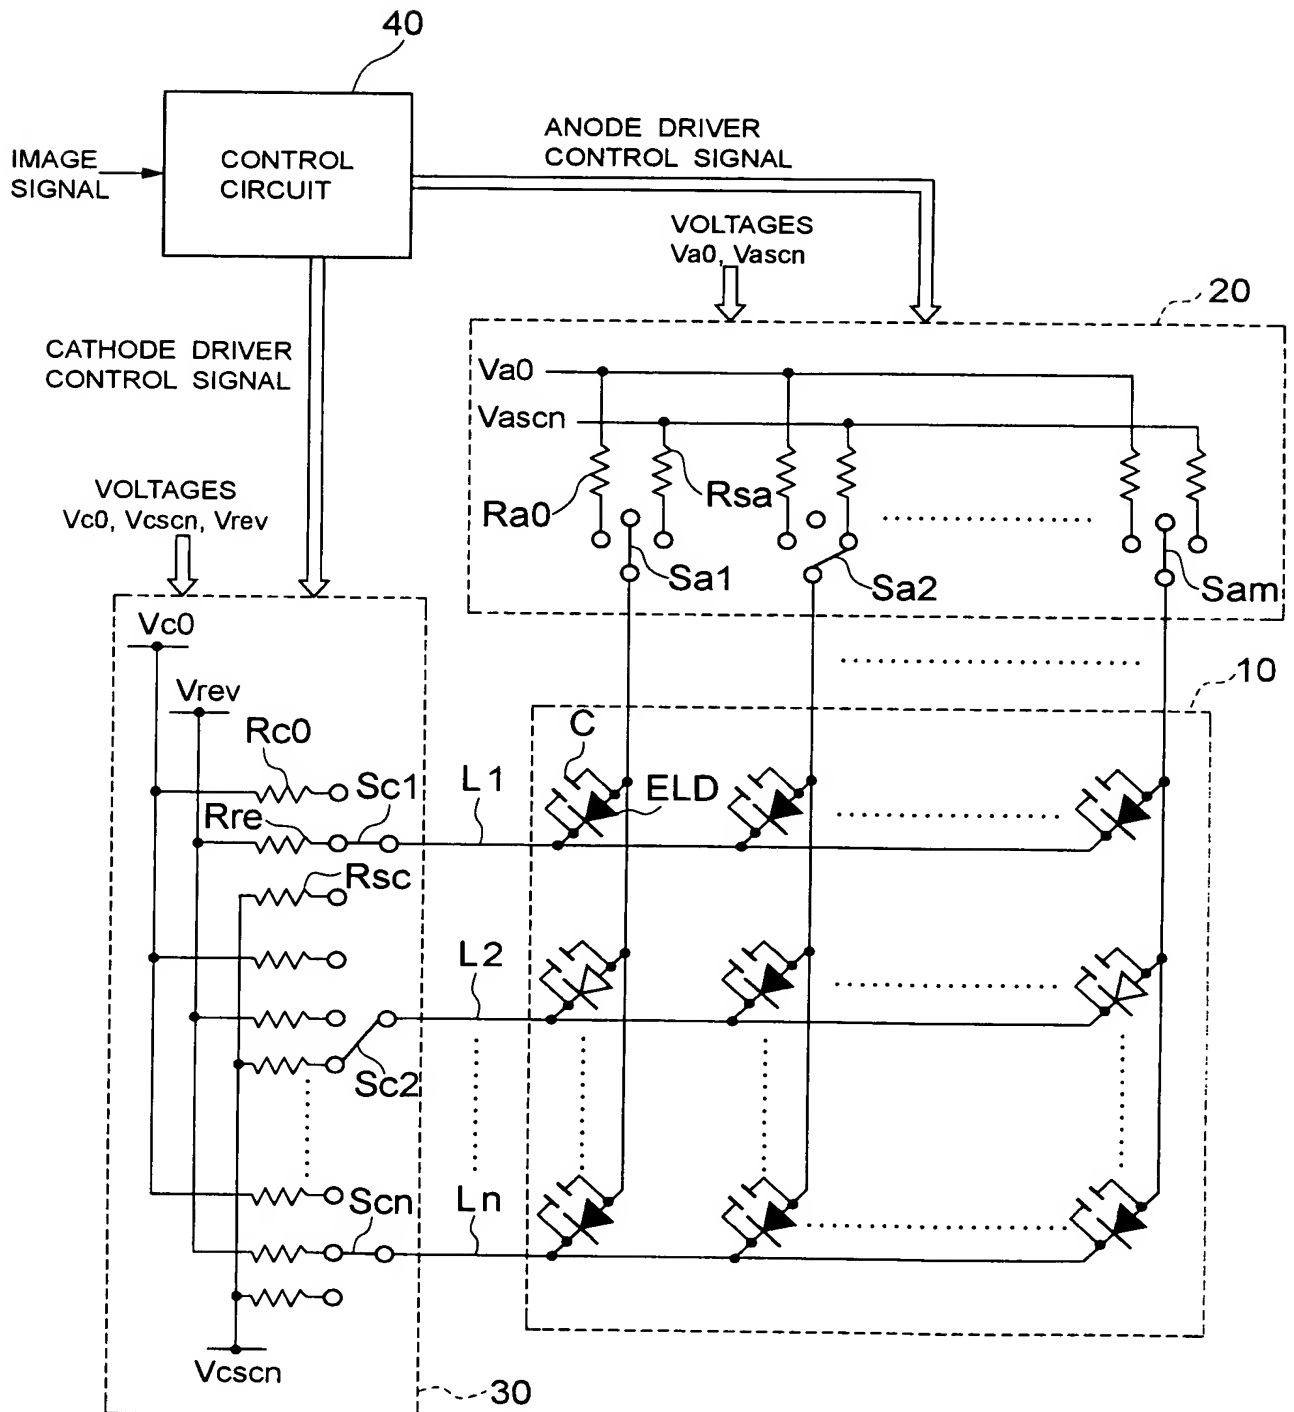 40
IMAGE
SIGNAL
CONTROL
CIRCUIT
ANODE DRIVER
CONTROL SIGNAL
VOLTAGES
Va0, Vascn
20
CATHODE DRIVER
CONTROL SIGNAL
Va0
Vascn
VOLTAGES
Vc0, Vcscn, Vrev
Ra0
Rsa
Sa1
Sa2
Sam
Vc0
Vrev
10
Rc0
C
Sc1
L1
ELD
Rre
Rsc
L2
Sc2
Scn
Ln
Vcscn
30